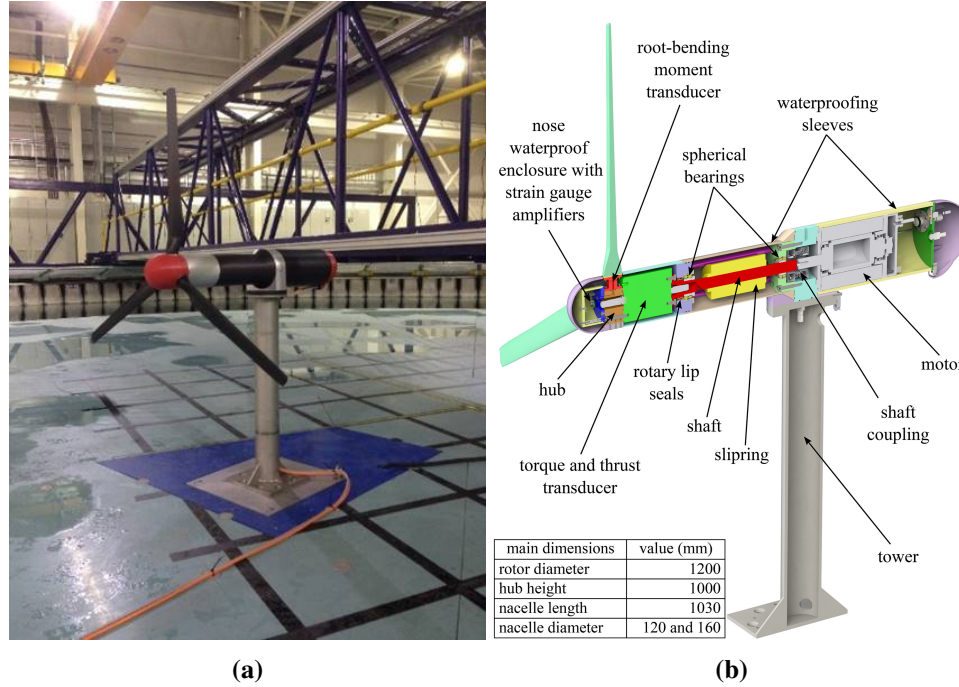 root-bending
moment
transducer
nose
waterproof
enclosure with
strain gauge
amplifiers
spherical
bearings
waterproofing
sleeves
hub
rotary lip
seals
shaft
slipring
shaft
coupling
motor
torque and thrust
transducer
tower
main dimensions value (mm)
rotor diameter 1200
hub height 1000
nacelle length 1030
nacelle diameter 120 and 160
(a) (b)